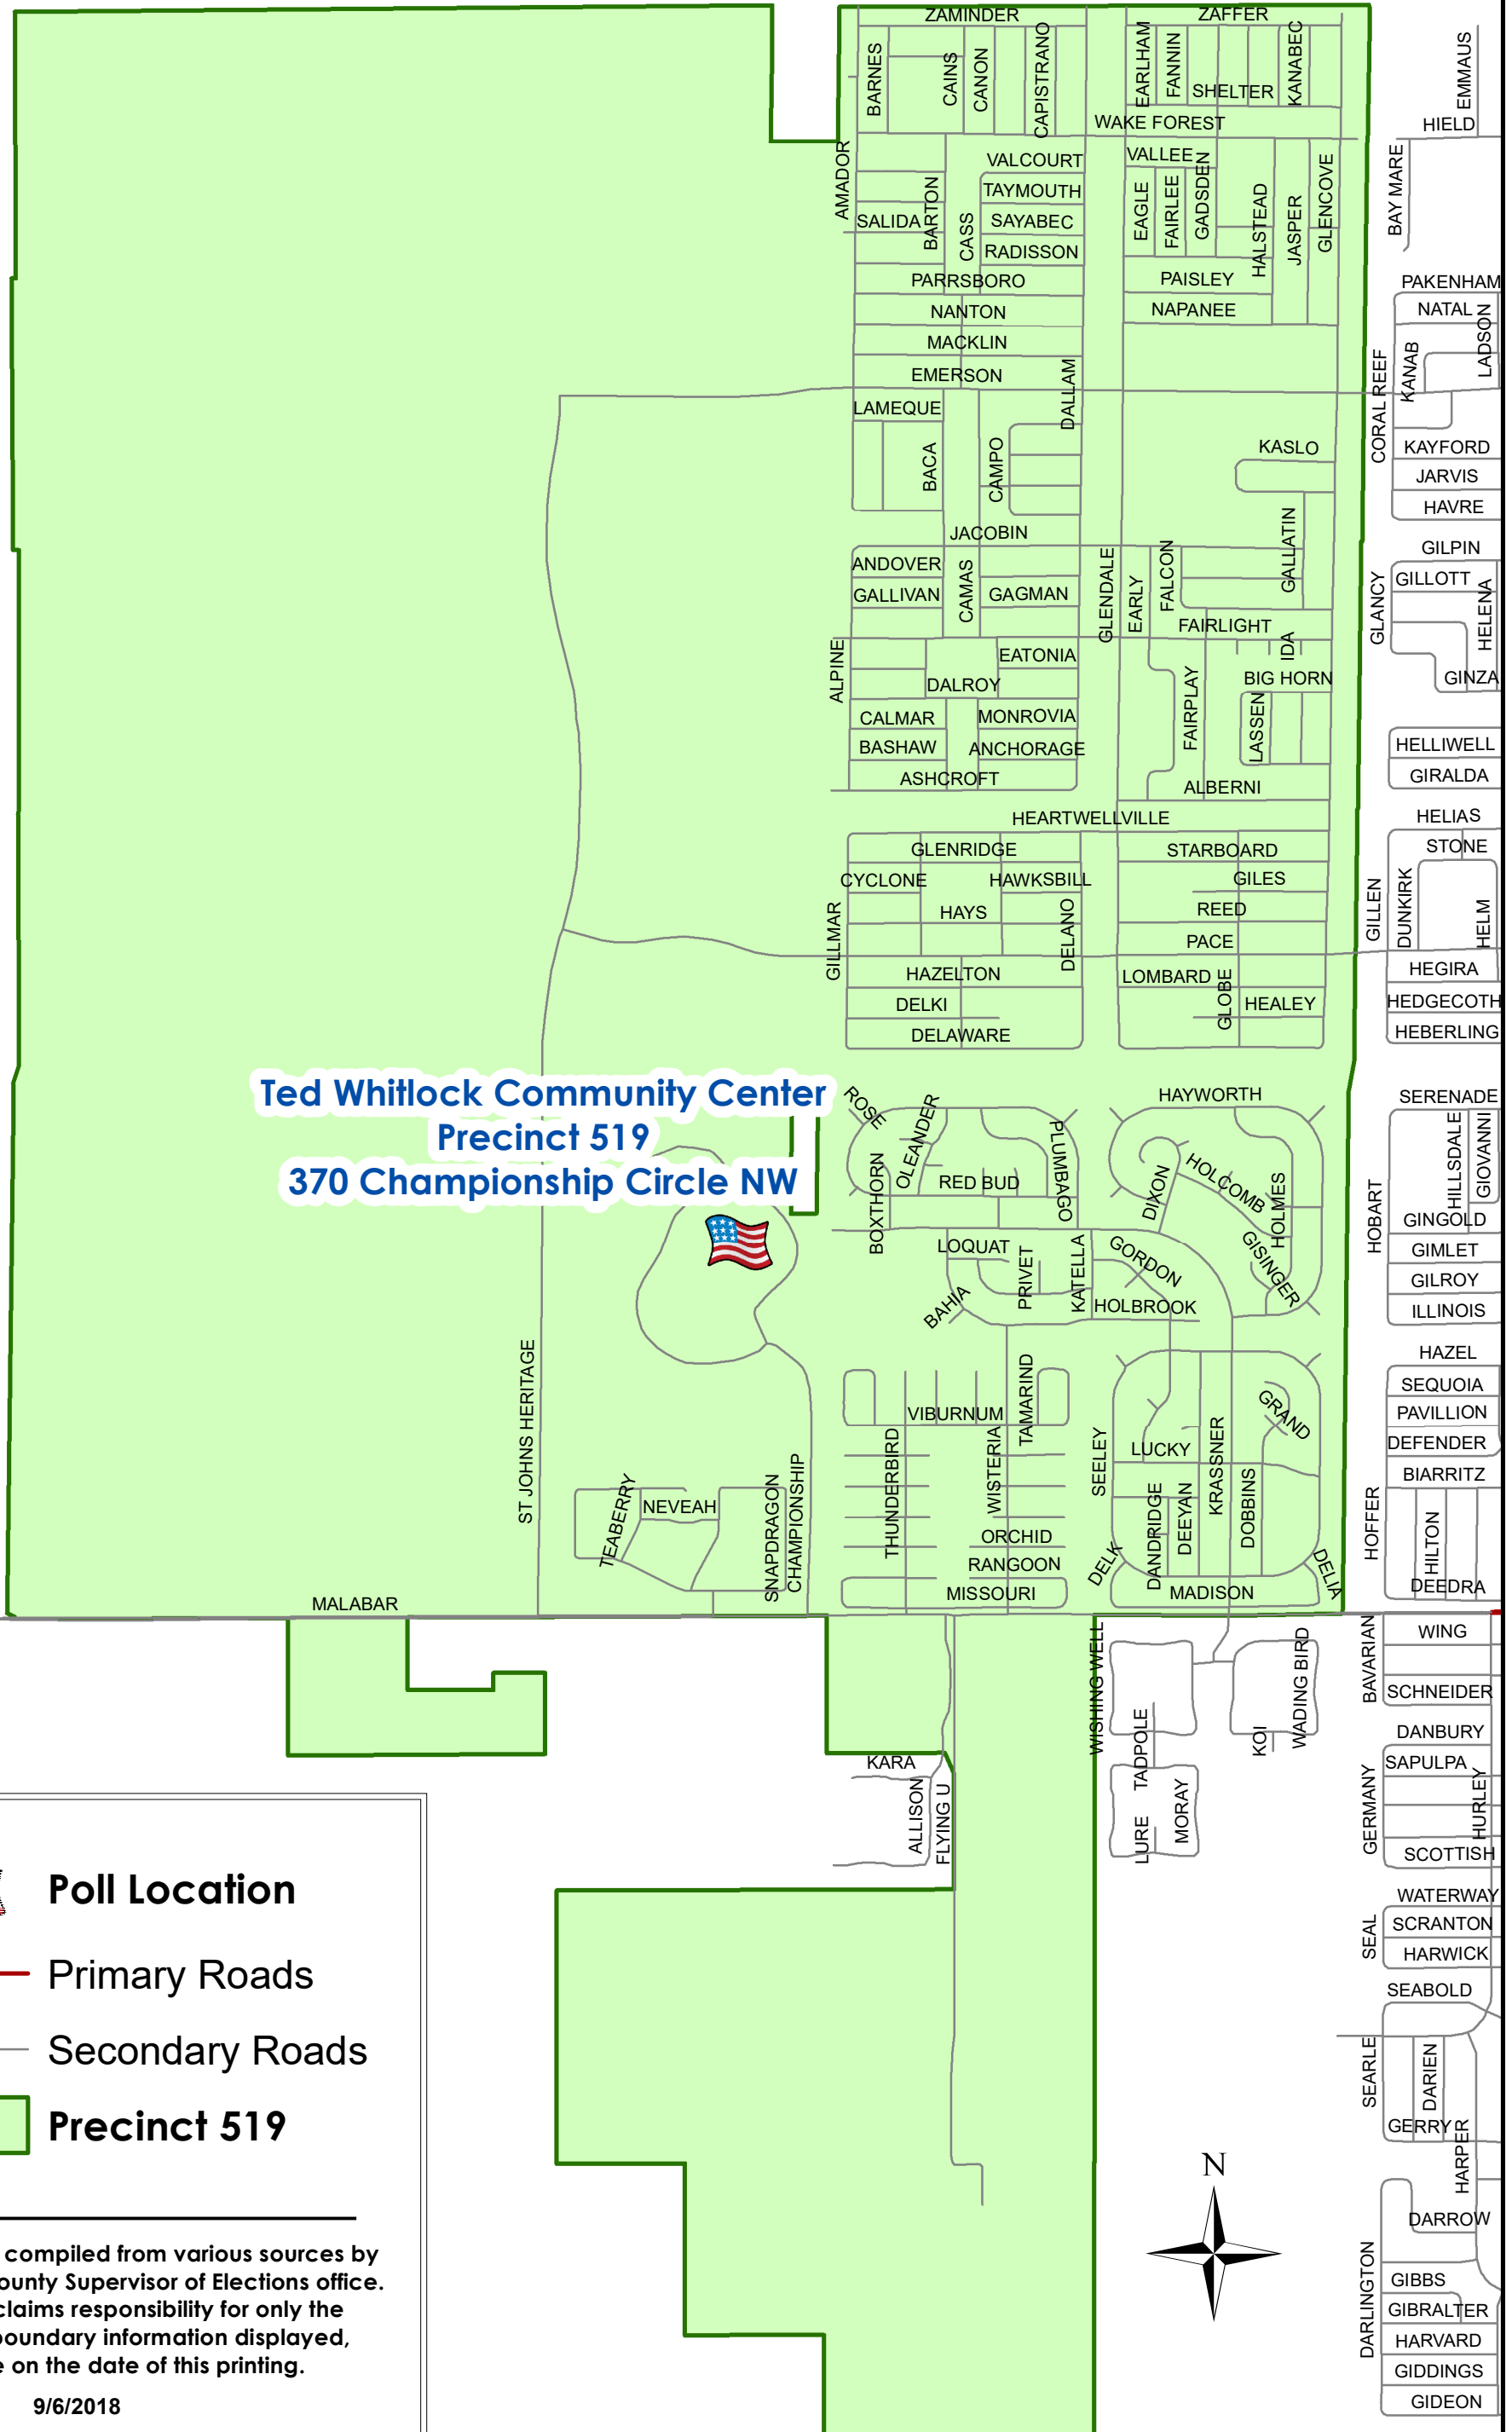 ZAMINDER
ZAFFER
BARNES
CAINS
CANON
CAPISTRANO
EARLHAM
FANNIN
SHELTER
KANABEC
EMMAUS
WAKE FOREST
HIELD
AMADOR
VALCOURT
VALLEE
BAY MARE
TAYMOUTH
BARTON
SALIDA
CASS
SAYABEC
RADISSON
EAGLE
FAIRLEE
GADSDEN
HALSTEAD
JASPER
GLENCOVE
PARRSBORO
PAISLEY
PAKENHAM
NANTON
NAPANEE
NATAL
LADSON
MACKLIN
KANAB
CORAL REEF
EMERSON
DALLAM
LAMEQUE
BACA
CAMPO
KASLO
KAYFORD
JARVIS
HAVRE
JACOBIN
GALLATIN
GILPIN
ANDOVER
GALLIVAN
CAMAS
GAGMAN
GLENDALE
EARLY
FALCON
GLANCY
GILLOTT
HELENA
FAIRLIGHT
IDA
ALPINE
EATONIA
DALROY
BIG HORN
GINZA
FAIRPLAY
LASSEN
CALMAR
MONROVIA
BASHAW
ANCHORAGE
HELLIWELL
ASHCROFT
ALBERNI
GIRALDA
HEARTWELLVILLE
HELIAS
GLENRIDGE
STARBOARD
STONE
CYCLONE
HAWKSBILL
GILES
GILLEN
DUNKIRK
HELM
HAYS
REED
GILLMAR
DELANO
PACE
HAZELTON
LOMBARD
HEGIRA
DELKI
GLOBE
HEALEY
HEDGECOTH
DELAWARE
HEBERLING
Ted Whitlock Community Center
Precinct 519
370 Championship Circle NW
ROSE
OLEANDER
PLUMBAGO
HAYWORTH
SERENADE
HILLSDALE
GIOVANNI
BOXTHORN
RED BUD
DIXON
HOLCOMB
HOLMES
HOBART
GINGOLD
LOQUAT
PRIVET
KATELLA
GORDON
GISINGER
GIMLET
GILROY
BAHIA
HOLBROOK
ILLINOIS
ST JOHNS HERITAGE
TAMARIND
HAZEL
SEQUOIA
VIBURNUM
GRAND
PAVILLION
THUNDERBIRD
WISTERIA
SEELEY
LUCKY
KRASSNER
DEFENDER
BIARRITZ
TEABERRY
NEVEAH
SNAPDRAGON
CHAMPIONSHIP
DANDRIDGE
DEEYAN
DOBBINS
HOFFER
HILTON
ORCHID
RANGOON
DELK
DELIA
MISSOURI
MADISON
DEEDRA
MALABAR
WISHING WELL
WADING BIRD
BAVARIAN
WING
SCHNEIDER
TADPOLE
KOI
DANBURY
KARA
SAPULPA
ALLISON
FLYING U
LURE
MORAY
GERMANY
HURLEY
SCOTTISH
Poll Location
WATERWAY
SEAL
SCRANTON
HARWICK
Primary Roads
SEABOLD
Secondary Roads
SEARLE
DARIEN
Precinct 519
GERRY
HARPER
N
DARROW
compiled from various sources by
ounty Supervisor of Elections office.
claims responsibility for only the
boundary information displayed,
e on the date of this printing.
9/6/2018
DARLINGTON
GIBBS
GIBRALTER
HARVARD
GIDDINGS
GIDEON